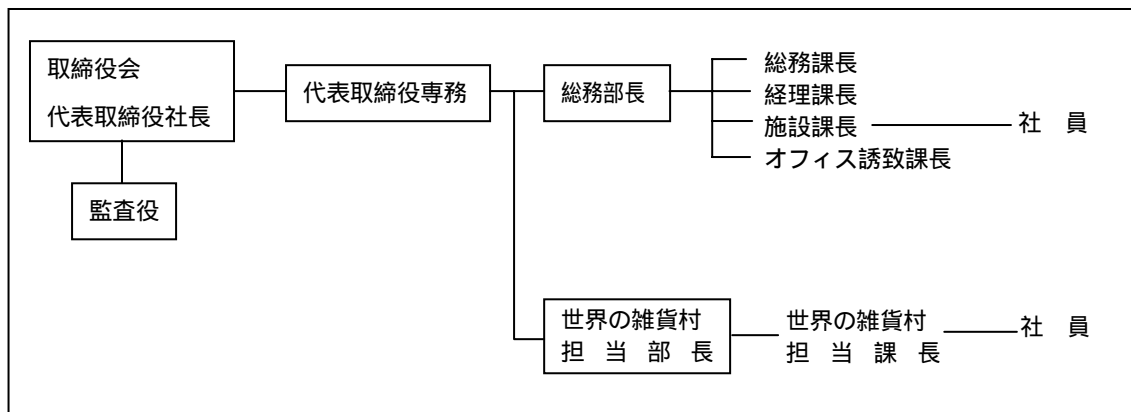 取締役会
代表取締役社長
監査役
代表取締役専務
総務部長
総務課長
経理課長
施設課長
社　員
オフィス誘致課長
世界の雑貨村
担　当　部　長
世界の雑貨村
担　当　課　長
社　員